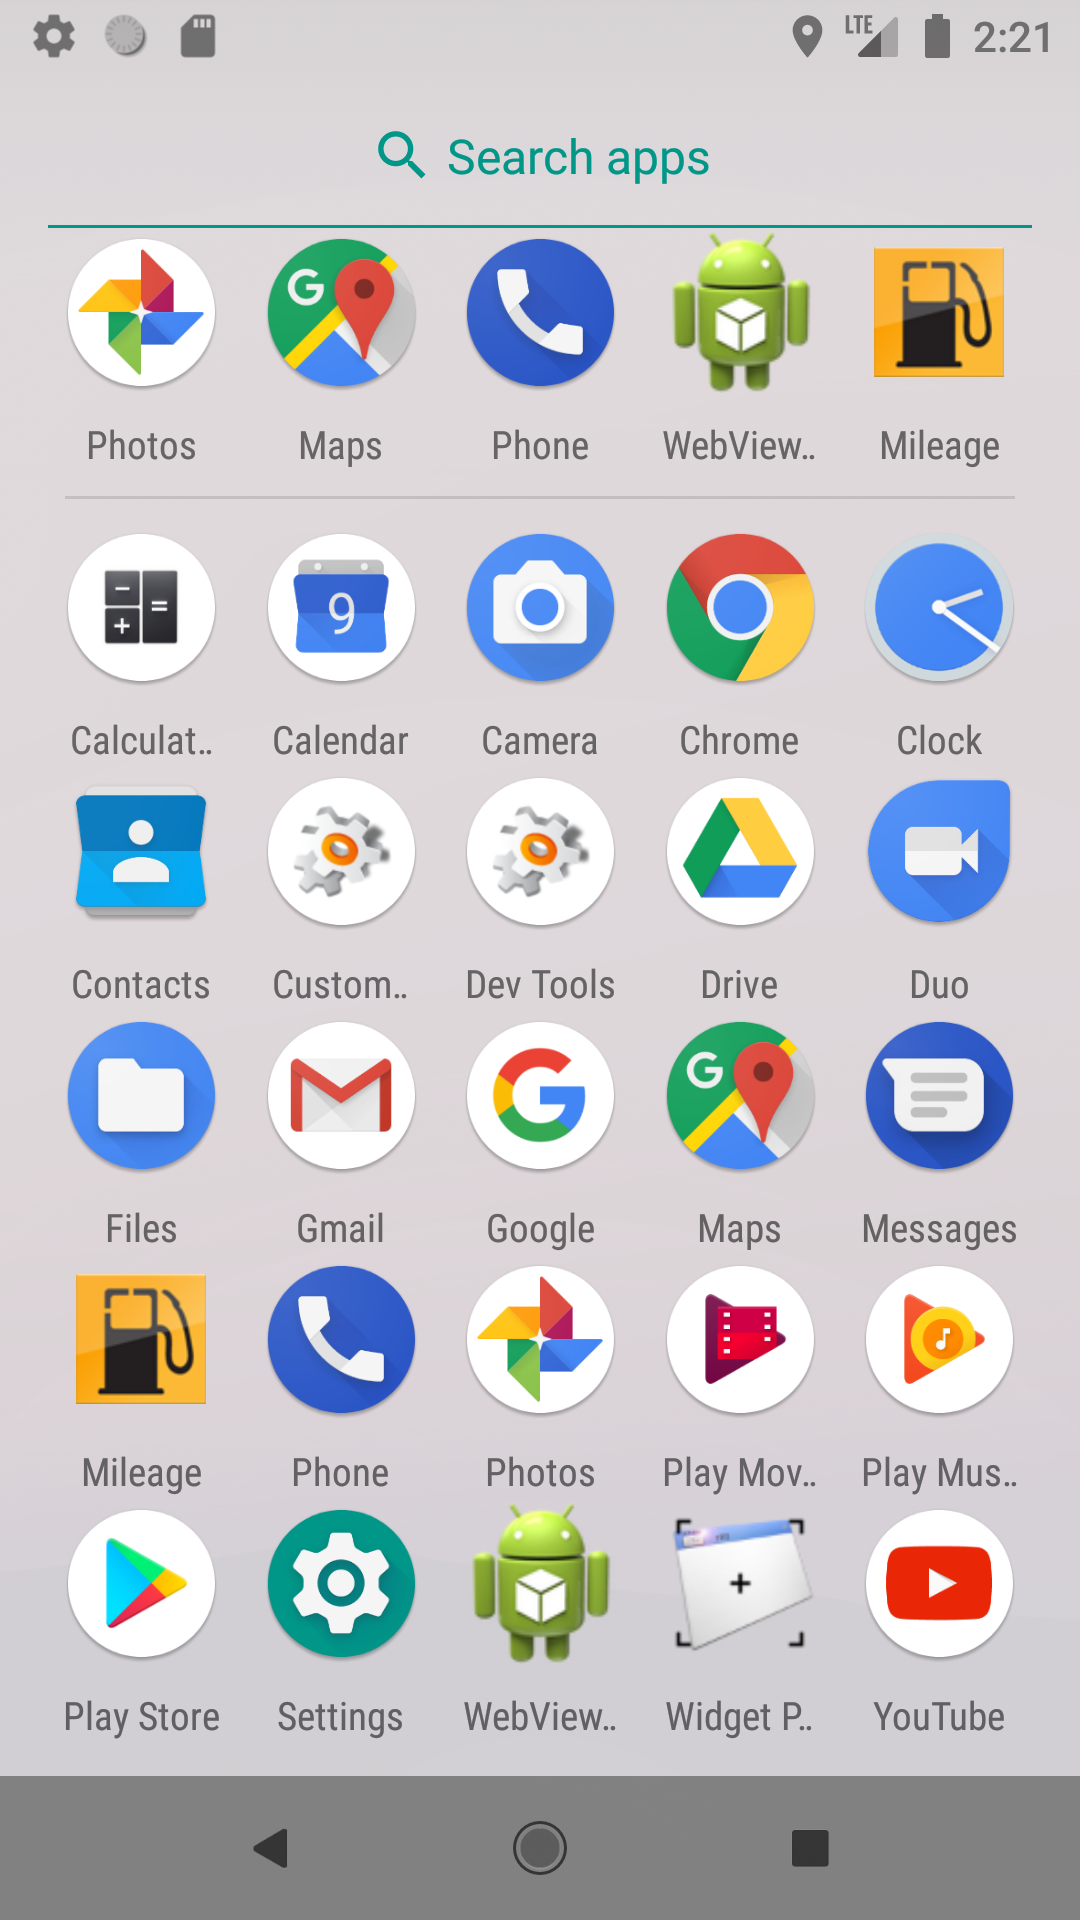 LTE 2:21
Search apps
Photos Maps Phone WebView.. Mileage
9
Calculat.. Calendar Camera Chrome Clock
Contacts Custom.. Dev Tools Drive Duo
Files Gmail Google Maps Messages
Mileage Phone Photos Play Mov.. Play Mus..
Play Store Settings WebView.. Widget P.. YouTube